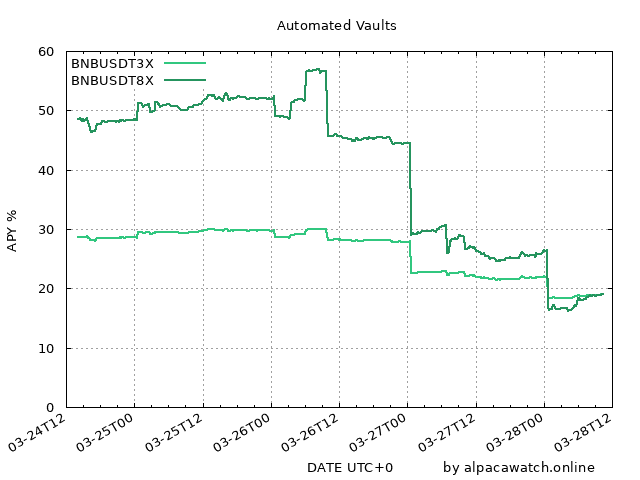 Automated Vaults
BNBUSDT3X
BNBUSDT8X
60
50
40
30
20
10
0
APY %
03-24T12
03-25T00
03-25T12
03-26T00
03-26T12
03-27T00
03-27T12
03-28T00
03-28T12
DATE UTC+0
by alpacawatch.online